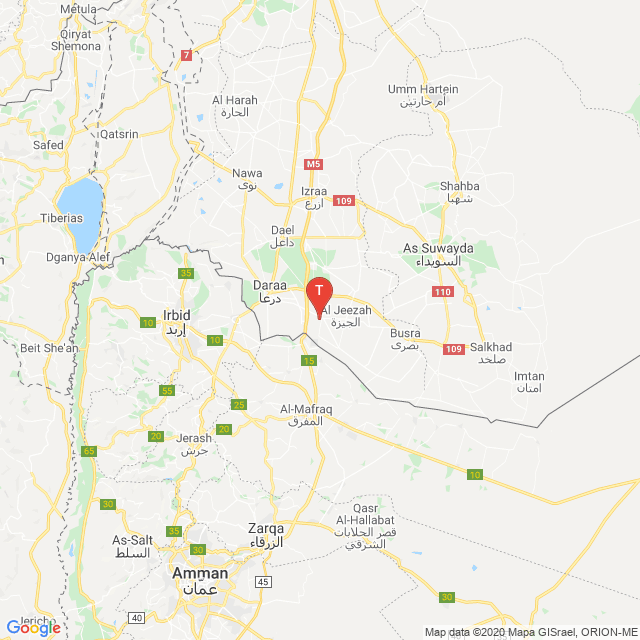 Metula
Qiryat
Shemona
7
Umm Hartein
أم حارتين
Al Harah
الحارة
Qatsrin
Safed
M5
Nawa
نوى
Izraa
ازرع
109
Shahba
شهبا
Tiberias
Dael
داعل
As Suwayda
السويداء
Dganya Alef
35
Daraa
درعا
T
110
Al Jeezah
الجيزة
Irbid
إربد
10
10
Busra
بصرى
Beit She'an
15
109
Salkhad
صلخد
Imtan
امتان
55
25
Al-Mafraq
المفرق
20
20
Jerash
جرش
65
10
30
Qasr
Al-Hallabat
قصر الحلابات
الشرقي
As-Salt
السلط
35
Zarqa
الزرقاء
30
Amman
عمّان
45
40
30
Jericho
Google
Map data ©2020 Mapa GISrael, ORION-ME